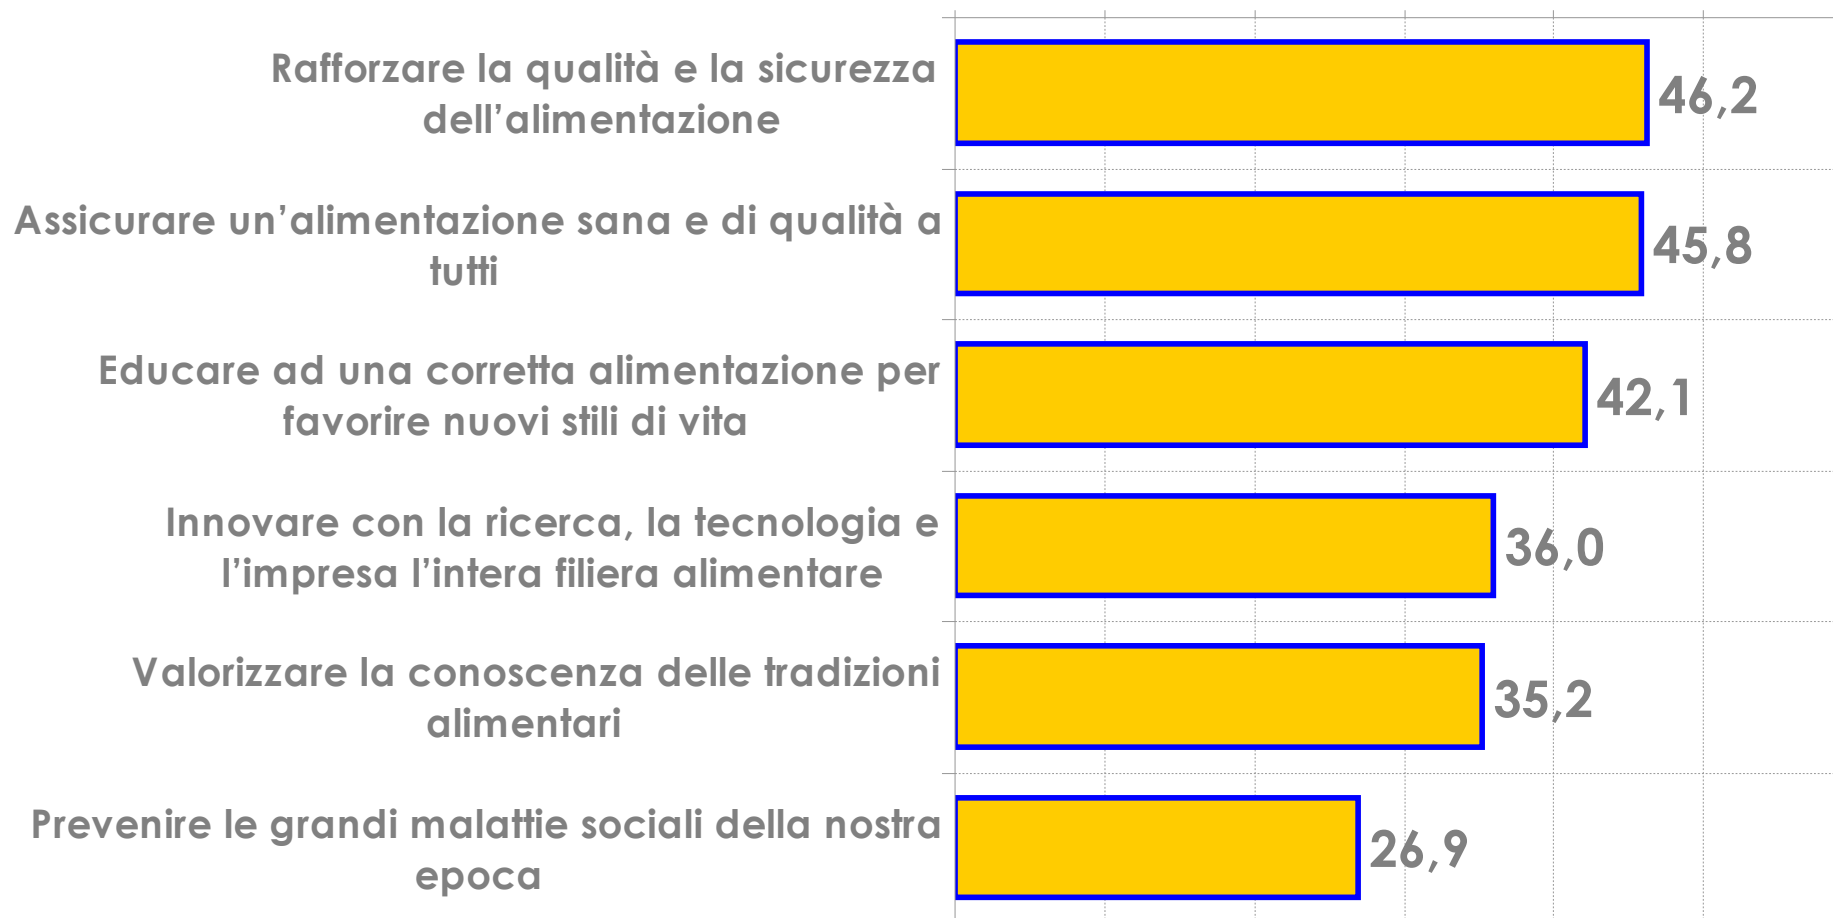 Rafforzare la qualità e la sicurezza
dell’alimentazione
46,2
Assicurare un’alimentazione sana e di qualità a
tutti
45,8
Educare ad una corretta alimentazione per
favorire nuovi stili di vita
42,1
Innovare con la ricerca, la tecnologia e
l’impresa l’intera filiera alimentare
36,0
Valorizzare la conoscenza delle tradizioni
alimentari
35,2
Prevenire le grandi malattie sociali della nostra
epoca
26,9